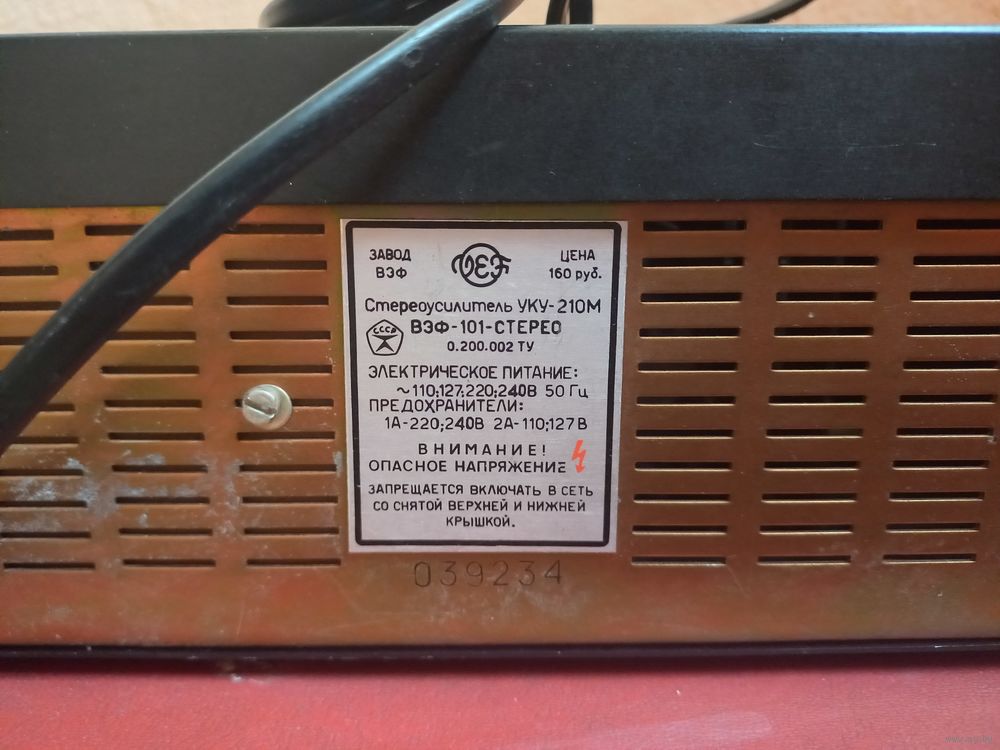 ЗАВОД
ВЭФ
VEF
ЦЕНА
160 руб.
Стереоусилитель УКУ-210М
ВЭФ-101-СТЕРЕО
СССР
0.200.002 ТУ
ЭЛЕКТРИЧЕСКОЕ ПИТАНИЕ:
~110;127,220;240В 50 Гц
ПРЕДОХРАНИТЕЛИ:
1А-220;240В 2А-110;127В
ВНИМАНИЕ!
ОПАСНОЕ НАПРЯЖЕНИЕ
ЗАПРЕЩАЕТСЯ ВКЛЮЧАТЬ В СЕТЬ
СО СНЯТОЙ ВЕРХНЕЙ И НИЖНЕЙ
КРЫШКОЙ.
039234